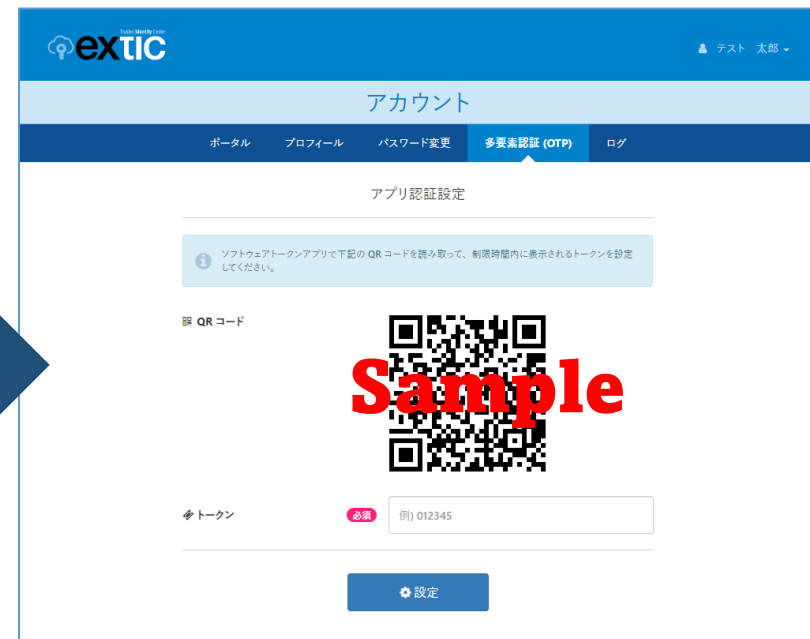 Trusted Identity Center
extic
テスト 太郎
アカウント
ポータル プロフィール パスワード変更 多要素認証 (OTP) ログ
アプリ認証設定
ソフトウェアトークンアプリで下記の QR コードを読み取って、制限時間内に表示されるトークンを設定
してください。
QR コード
Sample
トークン 必須 例) 012345
設定